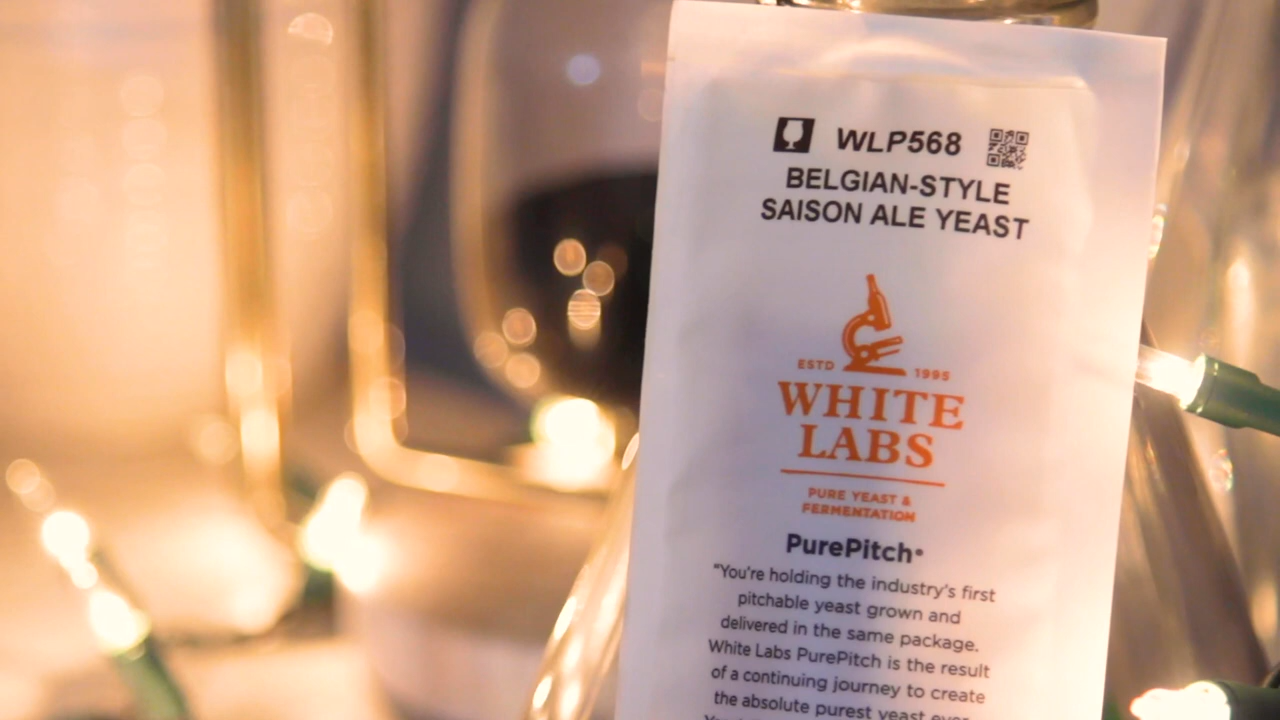 WLP568
BELGIAN-STYLE
SAISON ALE YEAST
ESTD 1995
WHITE
LABS
PURE YEAST &
FERMENTATION
PurePitch®
"You're holding the industry's first
pitchable yeast grown and
delivered in the same package.
White Labs PurePitch is the result
of a continuing journey to create
the absolute purest yeast ever.